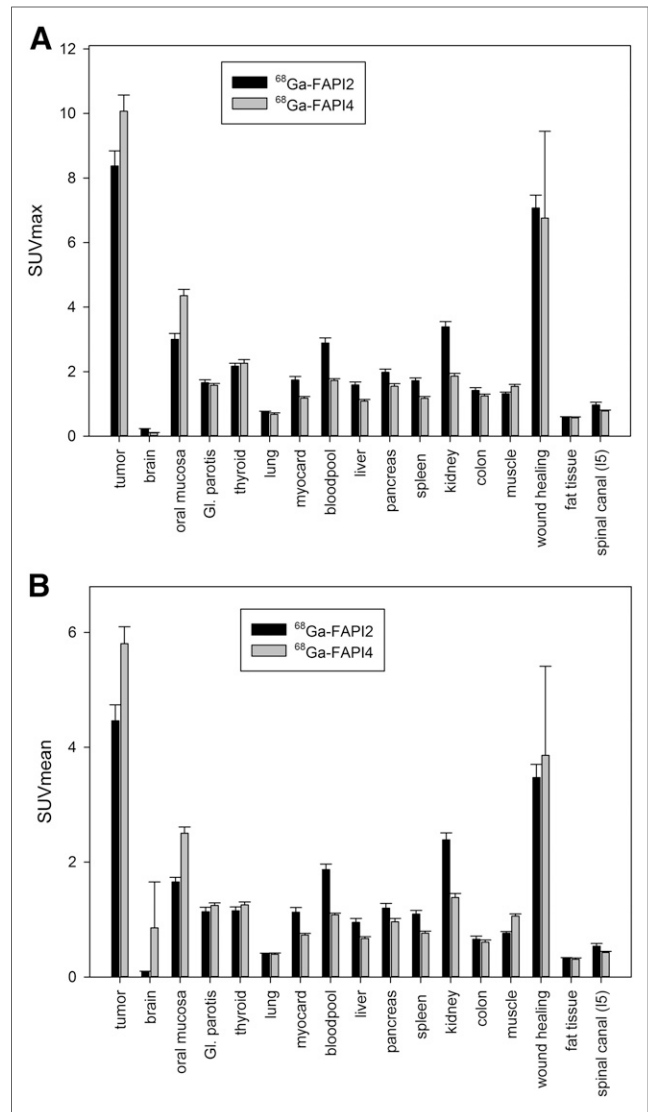 A
12
10
8
6
4
2
0
SUVmax
⁶⁸Ga-FAPI2
⁶⁸Ga-FAPI4
tumor
brain
oral mucosa
Gl. parotis
thyroid
lung
myocard
bloodpool
liver
pancreas
spleen
kidney
colon
muscle
wound healing
fat tissue
spinal canal (l5)
B
6
4
2
0
SUVmean
⁶⁸Ga-FAPI2
⁶⁸Ga-FAPI4
tumor
brain
oral mucosa
Gl. parotis
thyroid
lung
myocard
bloodpool
liver
pancreas
spleen
kidney
colon
muscle
wound healing
fat tissue
spinal canal (l5)